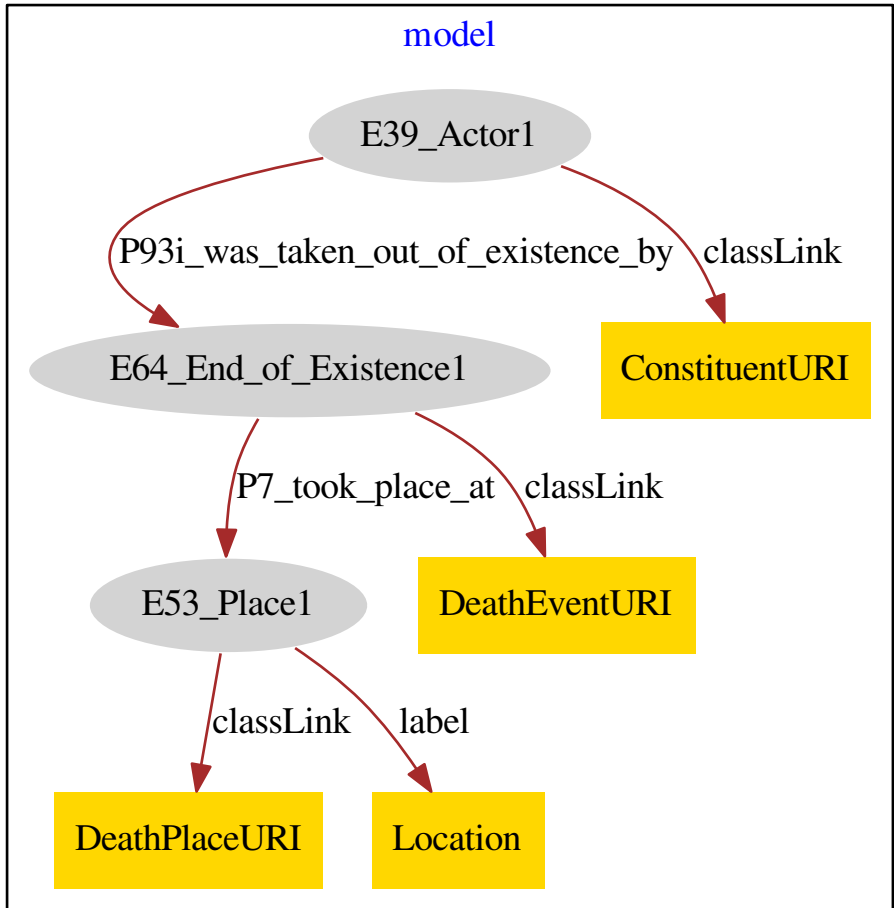 model
E39_Actor1
P93i_was_taken_out_of_existence_by
classLink
E64_End_of_Existence1
ConstituentURI
P7_took_place_at
classLink
E53_Place1
DeathEventURI
classLink
label
DeathPlaceURI
Location